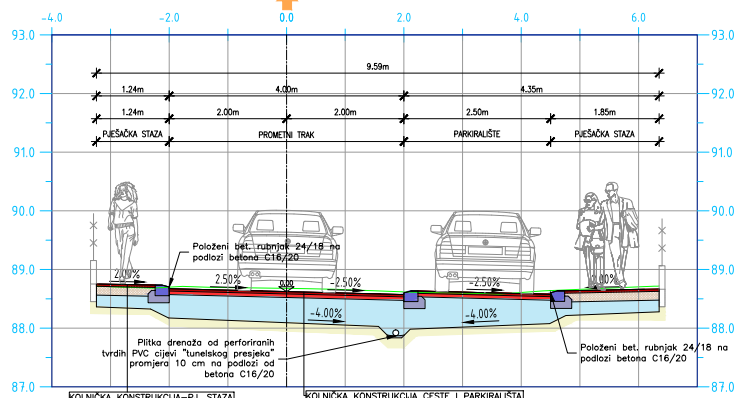 -4.0 -2.0 0.0 2.0 4.0 6.0
93.0 93.0
9.59m
92.0 92.0
1.24m 4.00m 4.35m
1.24m 2.00m 2.00m 2.50m 1.85m
PJEŠAČKA STAZA PROMETNI TRAK PARKIRALIŠTE PJEŠAČKA STAZA
91.0 91.0
90.0 90.0
Položeni bet. rubnjak 24/18 na
podlozi betona C16/20
89.0 89.0
2.00% 2.50% 0.00 -2.50% -2.50%
-4.00% -4.00%
88.0 88.0
Plitka drenaža od perforiranih
tvrdih PVC cijevi "tunelskog presjeka"
promjera 10 cm na podlozi od
betona C16/20
Položeni bet. rubnjak 24/18 na
podlozi betona C16/20
87.0 87.0
KOLNIČKA KONSTRUKCIJA-PJ. STAZA KOLNIČKA KONSTRUKCIJA CESTE I PARKIRALIŠTA